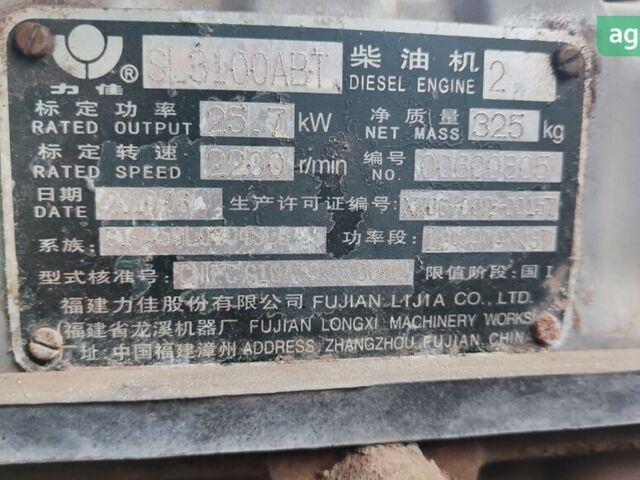 ag
力佳 ® SL3100ABT 柴油机 2
DIESEL ENGINE
标定功率 25.7 kW 净质量 325 kg
RATED OUTPUT NET MASS
标定转速 2200 r/min 编号
RATED SPEED NO.
日期 生产许可证编号:
DATE
系族: 功率段:
型式核准号: 限值阶段:国 I
福建力佳股份有限公司 FUJIAN LIJIA CO., LTD.
(福建省龙溪机器厂 FUJIAN LONGXI MACHINERY WORKS)
厂址:中国福建漳州 ADDRESS ZHANGZHOU, FUJIAN, CHINA